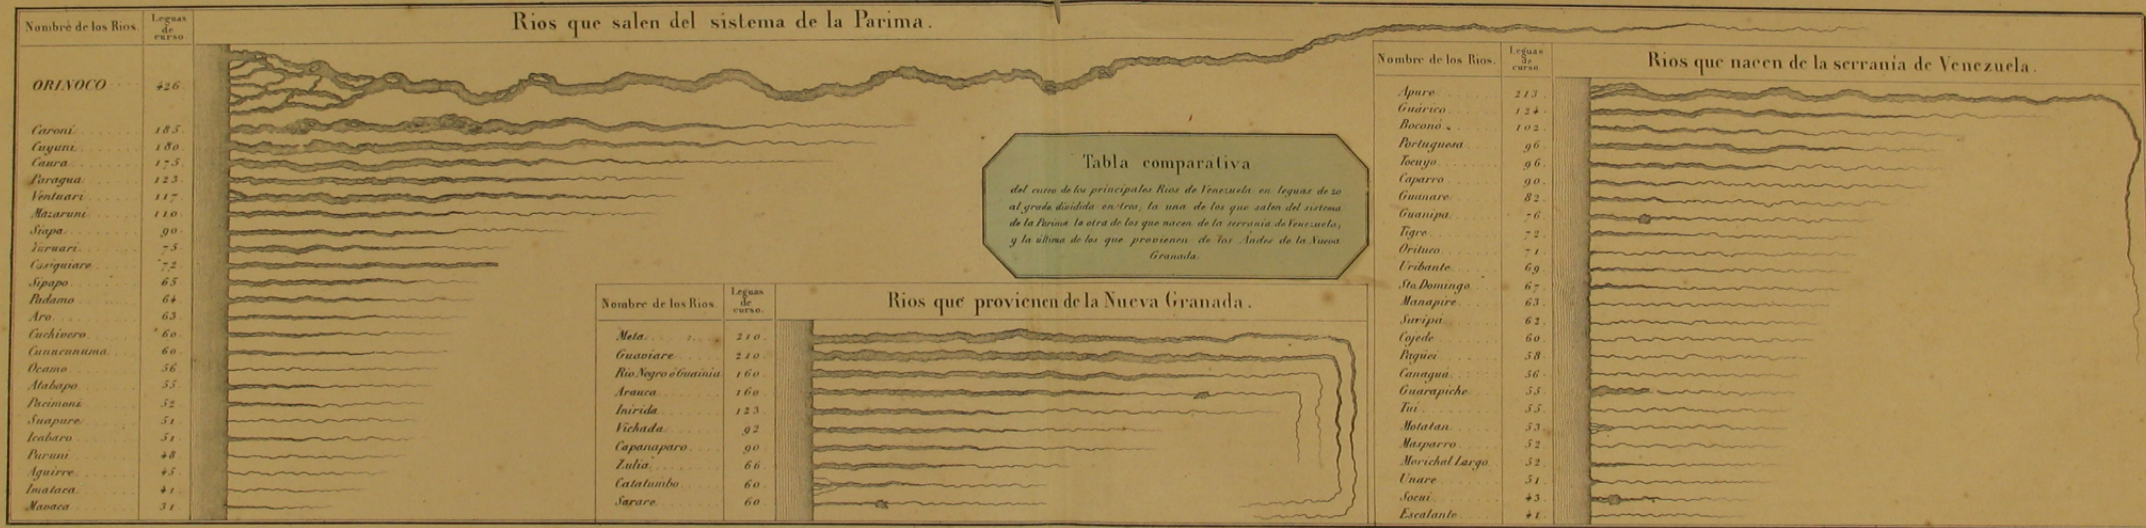 Nombre de los Rios.
Leguas
de
curso.
Rios que salen del sistema de la Parima.
ORINOCO 426
Caroní 185
Cuyuni 180
Caura 175
Paragua 123
Ventuari 117
Mazaruni 110
Siapa 90
Yuruari 75
Casiquiare 72
Sipapo 65
Padamo 64
Aro 63
Cuchivero 60
Cunucunuma 60
Ocamo 56
Atabapo 55
Pacimoni 52
Suapure 51
Icabaro 51
Puruni 48
Aguirre 45
Imataca 41
Mavaca 31
Tabla comparativa
del curso de los principales Rios de Venezuela en leguas de 20
al grado dividida en tres, la una de los que salen del sistema
de la Parima la otra de los que nacen de la serranía de Venezuela,
y la última de los que provienen de los Andes de la Nueva
Granada.
Nombre de los Rios.
Leguas
de
curso.
Rios que provienen de la Nueva Granada.
Meta 210
Guaviare 210
Rio Negro ó Guainia 160
Arauca 160
Inirida 123
Vichada 92
Capanaparo 90
Zulia 66
Catatumbo 60
Sarare 60
Nombre de los Rios.
Leguas
de
curso.
Rios que nacen de la serranía de Venezuela.
Apure 213
Guárico 124
Boconó 102
Portuguesa 96
Tocuyo 96
Caparro 90
Guanare 82
Guanipa 76
Tigre 72
Orituco 71
Uribante 69
Sto. Domingo 67
Manapire 63
Suripá 62
Cojede 60
Pagüei 58
Canaguá 56
Guarapiche 55
Tui 55
Motatan 53
Masparro 52
Morichal Largo 52
Unare 51
Socui 43
Escalante 41